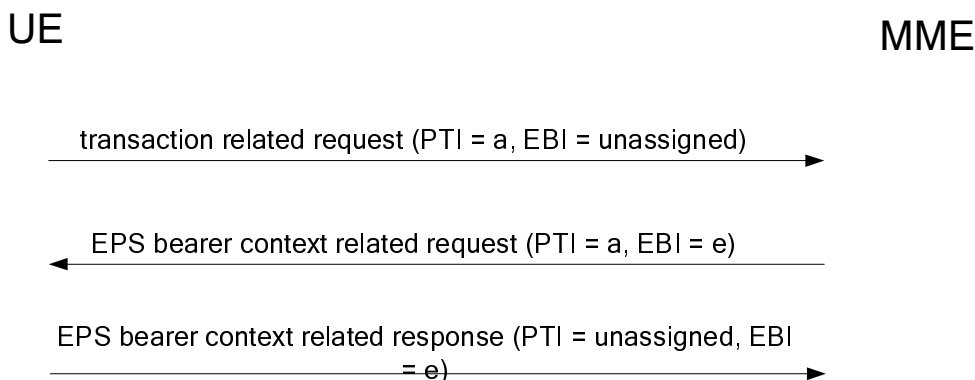 UE
MME
transaction related request (PTI = a, EBI = unassigned)
EPS bearer context related request (PTI = a, EBI = e)
EPS bearer context related response (PTI = unassigned, EBI
= e)